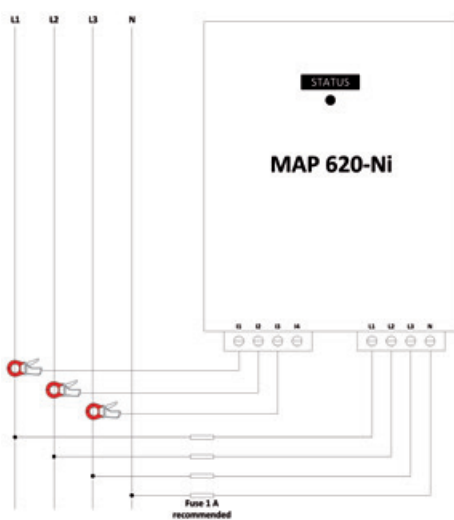 L1 L2 L3 N
STATUS
MAP 620-Ni
I1 I2 I3 I4 L1 L2 L3 N
Fuse 1 A
recommended